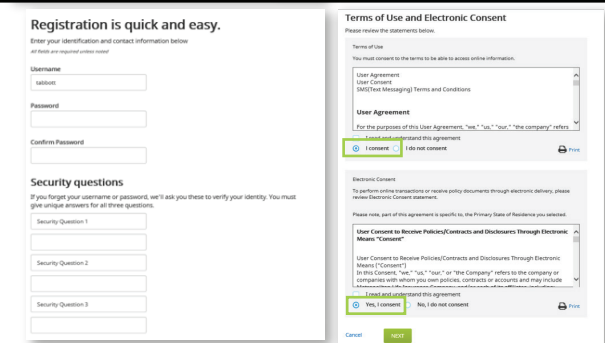 Registration is quick and easy.
Enter your identification and contact information below
All fields are required unless noted
Username
tabbott
Password
Confirm Password
Security questions
If you forget your username or password, we'll ask you these to verify your identity. You must
give unique answers for all three questions.
Security Question 1
Security Question 2
Security Question 3
Terms of Use and Electronic Consent
Please review the statements below.
Terms of Use
You must consent to the terms to be able to access online information.
User Agreement
User Consent
SMS(Text Messaging) Terms and Conditions
User Agreement
For the purposes of this User Agreement, "we," "us," "our," "the company" refers
I read and understand this agreement
I consent
I do not consent
Print
Electronic Consent
To perform online transactions or receive policy documents through electronic delivery, please
review Electronic Consent statement.
Please note, part of this agreement is specific to, the Primary State of Residence you selected.
User Consent to Receive Policies/Contracts and Disclosures Through Electronic
Means "Consent"
User Consent to Receive Policies/Contracts and Disclosures Through Electronic
Means ("Consent")
In this Consent, "we," "us," "our," or "the Company" refers to the company or
companies with whom you own policies, contracts or accounts and may include
I read and understand this agreement
Yes, I consent
No, I do not consent
Print
Cancel
NEXT